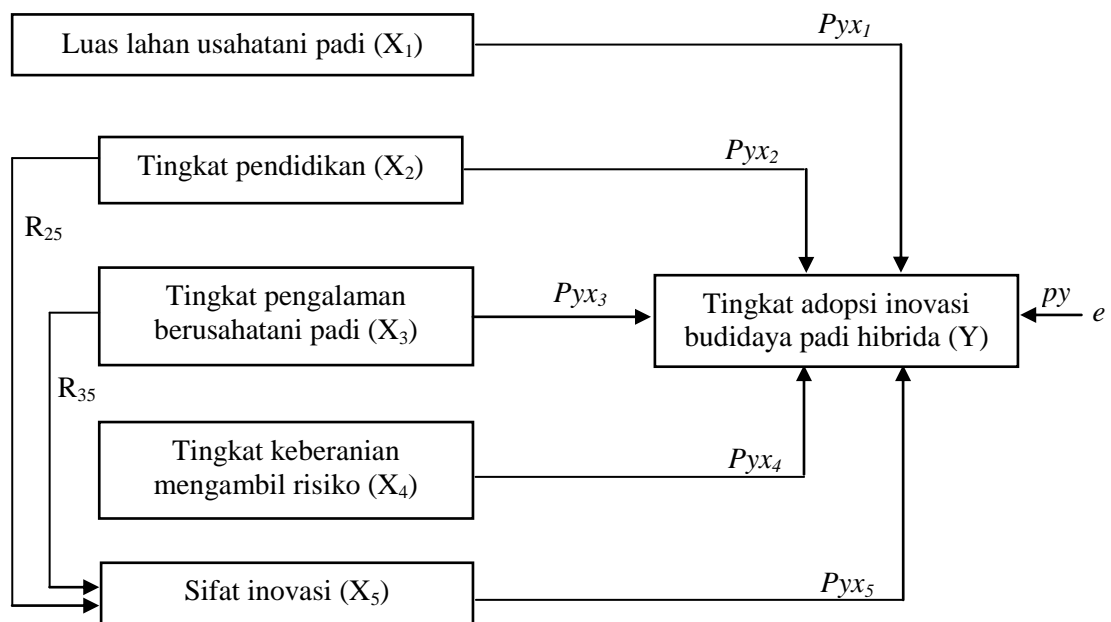 Luas lahan usahatani padi (X₁)
Pyx₁
Tingkat pendidikan (X₂)
Pyx₂
R₂₅
Tingkat pengalaman
berusahatani padi (X₃)
Pyx₃
Tingkat adopsi inovasi
budidaya padi hibrida (Y)
py
e
R₃₅
Tingkat keberanian
mengambil risiko (X₄)
Pyx₄
Sifat inovasi (X₅)
Pyx₅